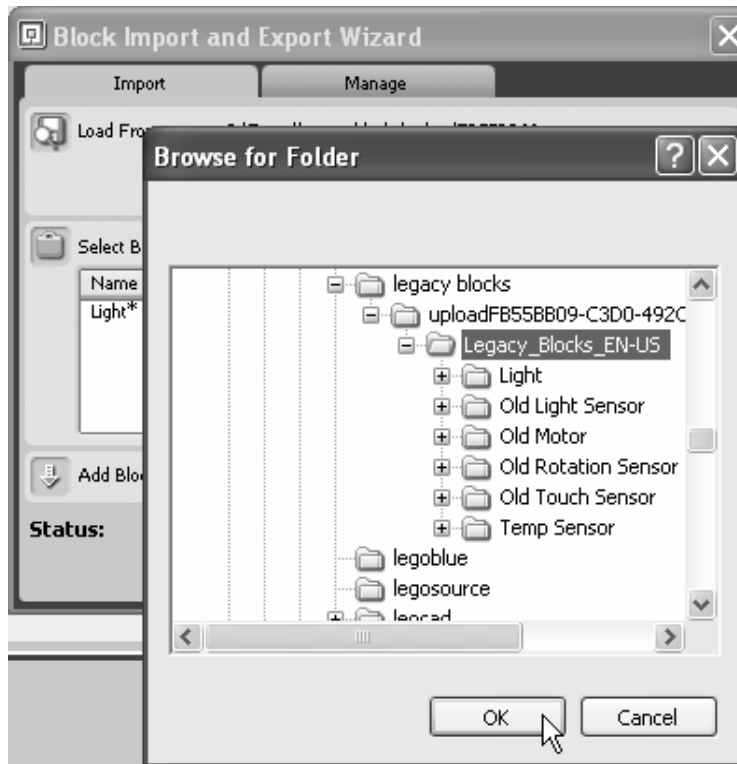 Block Import and Export Wizard
Import
Manage
Load From
Browse for Folder
Select B
Name
Light*
legacy blocks
uploadFB55BB09-C3D0-492C
Legacy_Blocks_EN-US
Light
Old Light Sensor
Old Motor
Old Rotation Sensor
Old Touch Sensor
Temp Sensor
Add Blo
Status:
legoblue
legosource
leocad
OK
Cancel